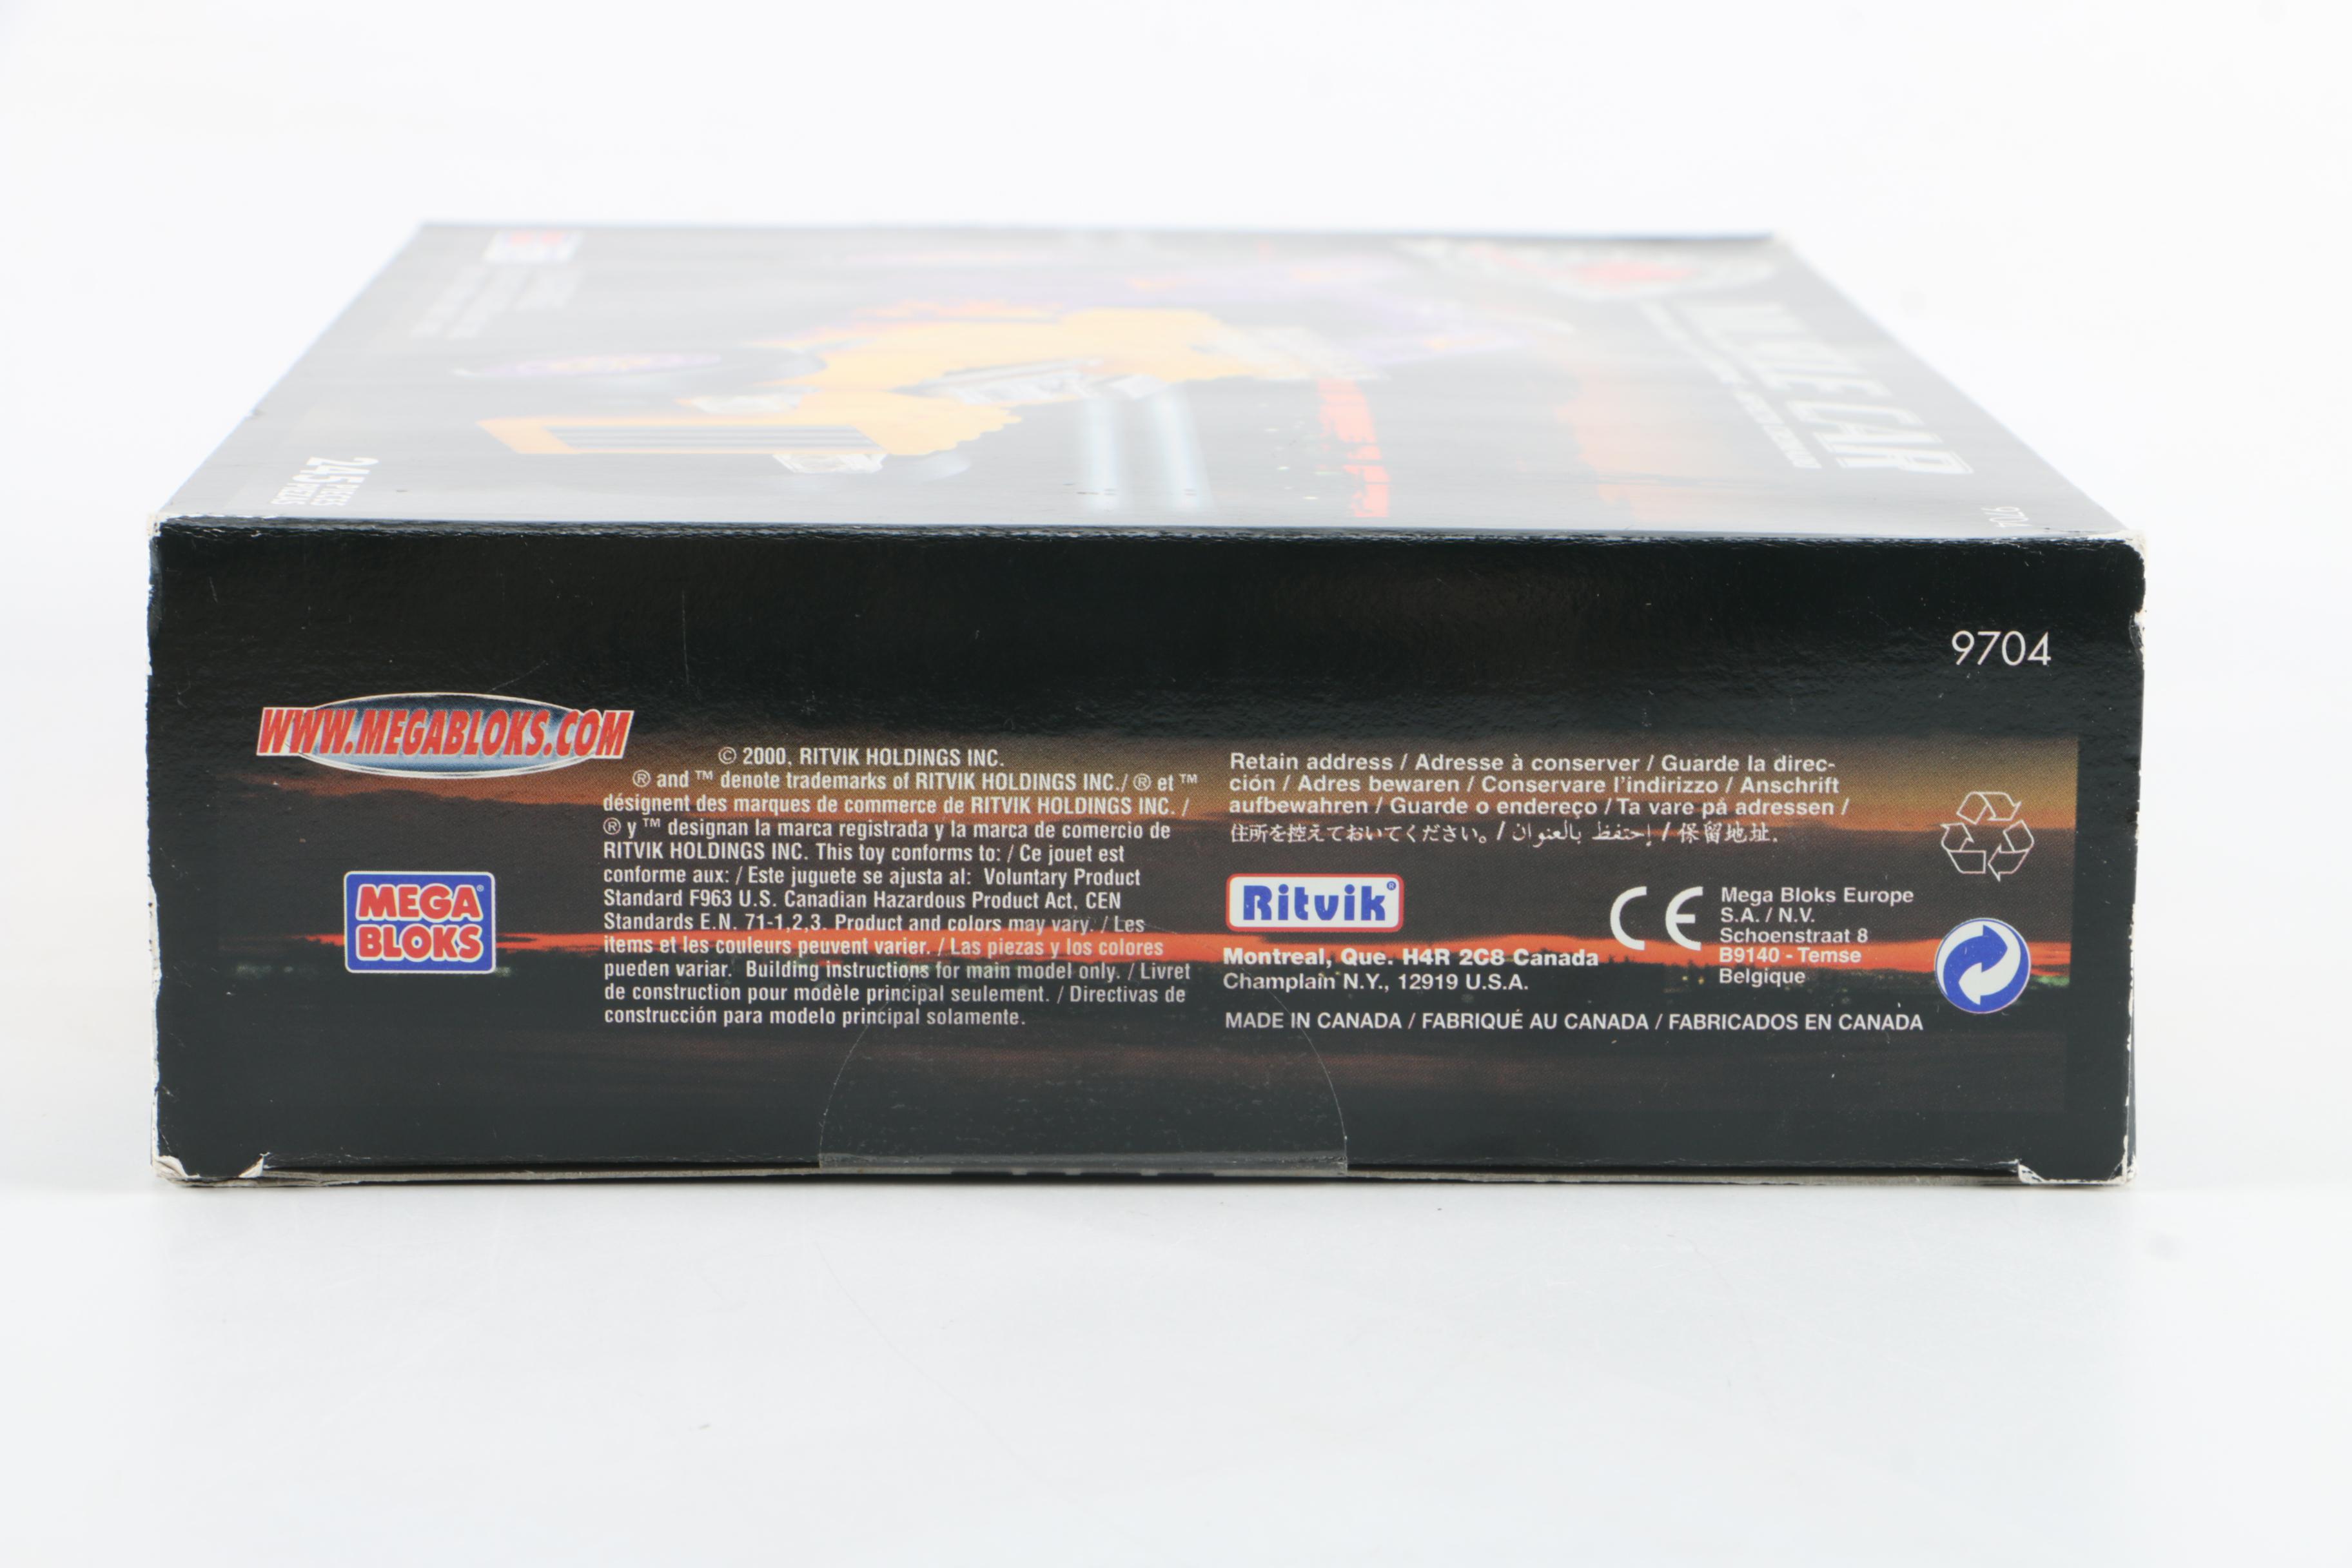 245 PIECES
CAR
9704
9704
WWW.MEGABLOKS.COM
MEGA®
BLOKS
© 2000, RITVIK HOLDINGS INC.
® and ™ denote trademarks of RITVIK HOLDINGS INC./ ® et ™
désignent des marques de commerce de RITVIK HOLDINGS INC. /
® y ™ designan la marca registrada y la marca de comercio de
RITVIK HOLDINGS INC. This toy conforms to: / Ce jouet est
conforme aux: / Este juguete se ajusta al: Voluntary Product
Standard F963 U.S. Canadian Hazardous Product Act, CEN
Standards E.N. 71-1,2,3. Product and colors may vary. / Les
items et les couleurs peuvent varier. / Las piezas y los colores
pueden variar. Building instructions for main model only. / Livret
de construction pour modèle principal seulement. / Directivas de
construcción para modelo principal solamente.
Retain address / Adresse à conserver / Guarde la direc-
ción / Adres bewaren / Conservare l'indirizzo / Anschrift
aufbewahren / Guarde o endereço / Ta vare pá adressen /
住所を控えておいてください。/ إحتفظ بالعنوان / 保留地址.
Ritvik®
Montreal, Que. H4R 2C8 Canada
Champlain N.Y., 12919 U.S.A.
CE
Mega Bloks Europe
S.A. / N.V.
Schoenstraat 8
B9140 - Temse
Belgique
MADE IN CANADA / FABRIQUÉ AU CANADA / FABRICADOS EN CANADA